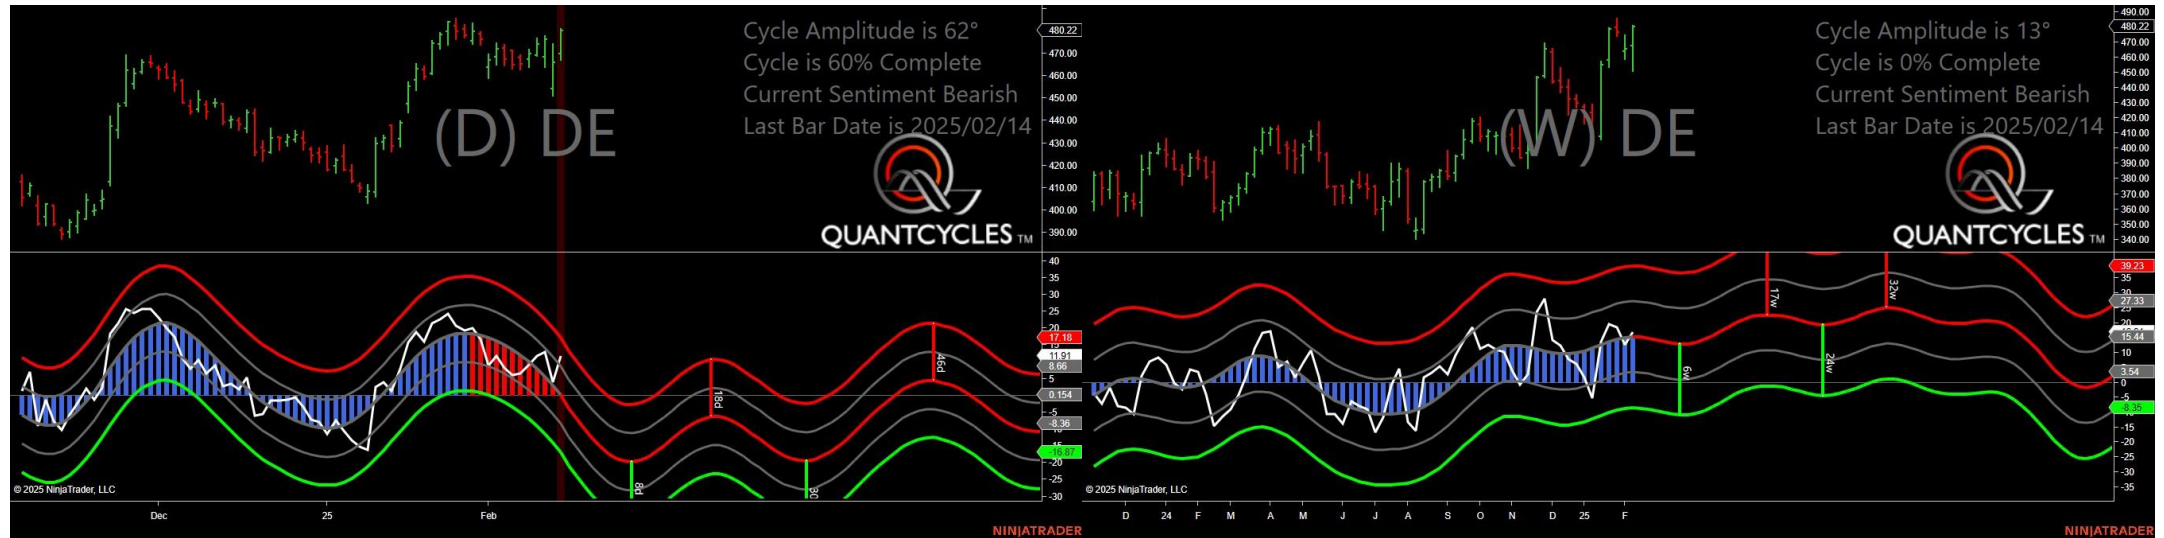 Cycle Amplitude is 62°
Cycle is 60% Complete
Current Sentiment Bearish
Last Bar Date is 2025/02/14
(D) DE
QUANTCYCLES TM
480.22
470.00
460.00
450.00
440.00
430.00
420.00
410.00
400.00
390.00
40
35
30
25
20
17.18
15
11.91
8.66
5
0.154
-5
-8.36
-16.87
-20
-25
-30
18d
46d
8d
© 2025 NinjaTrader, LLC
Dec
25
Feb
NINJATRADER
Cycle Amplitude is 13°
Cycle is 0% Complete
Current Sentiment Bearish
Last Bar Date is 2025/02/14
(W) DE
QUANTCYCLES TM
490.00
480.22
470.00
460.00
450.00
440.00
430.00
420.00
410.00
400.00
390.00
380.00
370.00
360.00
350.00
340.00
39.23
35
30
27.33
20
15.44
10
3.54
-5
-8.35
-15
-20
-25
-30
-35
17w
32w
6w
24w
© 2025 NinjaTrader, LLC
D
24
F
M
A
M
J
J
A
S
O
N
D
25
F
NINJATRADER